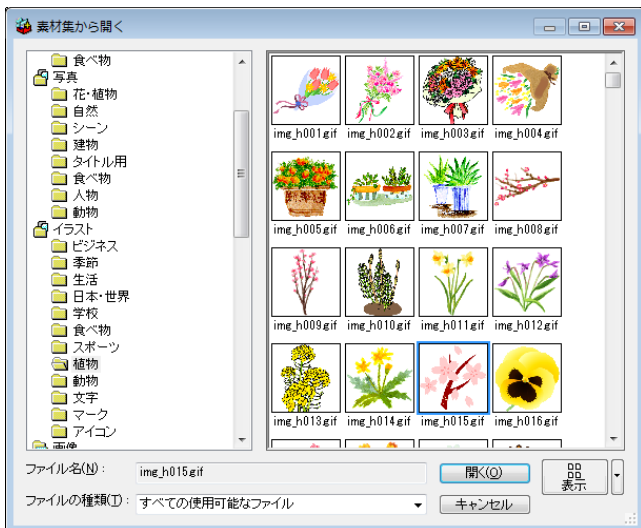 素材集から開く
食べ物
写真
花・植物
自然
シーン
建物
タイトル用
食べ物
人物
動物
イラスト
ビジネス
季節
生活
日本・世界
学校
食べ物
スポーツ
植物
動物
文字
マーク
アイコン
画像
img_h001.gif img_h002.gif img_h003.gif img_h004.gif
img_h005.gif img_h006.gif img_h007.gif img_h008.gif
img_h009.gif img_h010.gif img_h011.gif img_h012.gif
img_h013.gif img_h014.gif img_h015.gif img_h016.gif
ファイル名(N): img_h015.gif 開く(O) 表示
ファイルの種類(T): すべての使用可能なファイル キャンセル